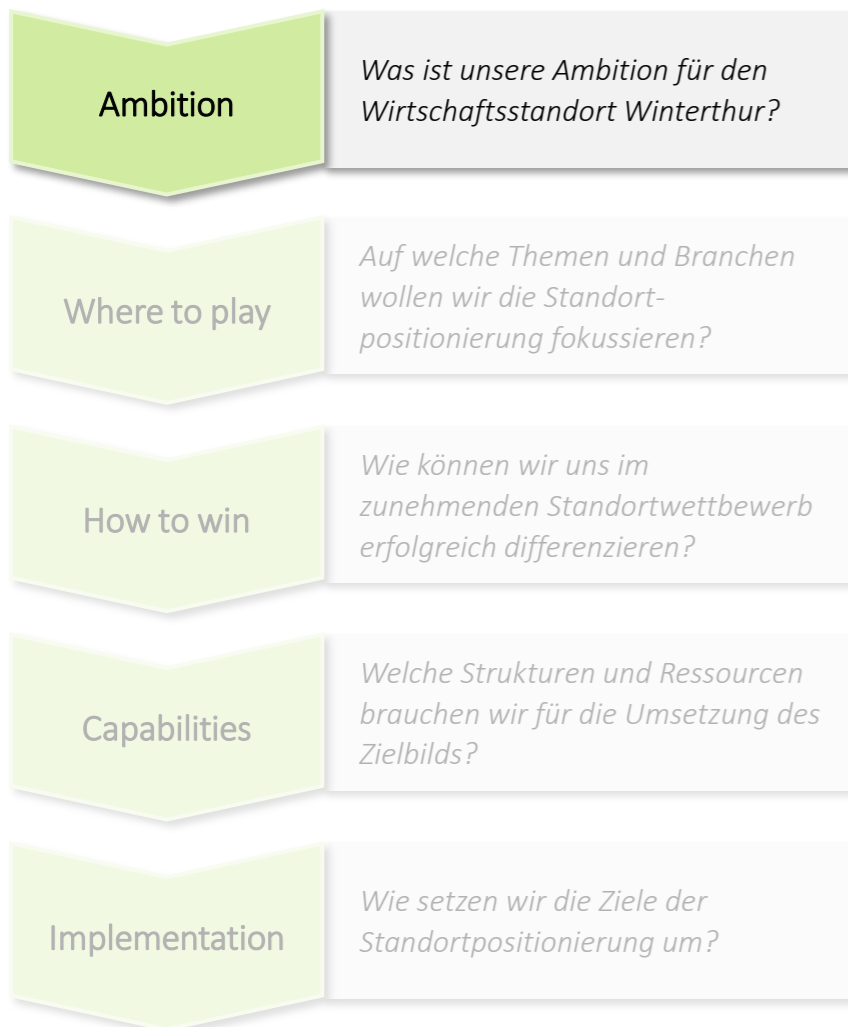 Ambition
Was ist unsere Ambition für den
Wirtschaftsstandort Winterthur?
Where to play
Auf welche Themen und Branchen
wollen wir die Standort-
positionierung fokussieren?
How to win
Wie können wir uns im
zunehmenden Standortwettbewerb
erfolgreich differenzieren?
Capabilities
Welche Strukturen und Ressourcen
brauchen wir für die Umsetzung des
Zielbilds?
Implementation
Wie setzen wir die Ziele der
Standortpositionierung um?